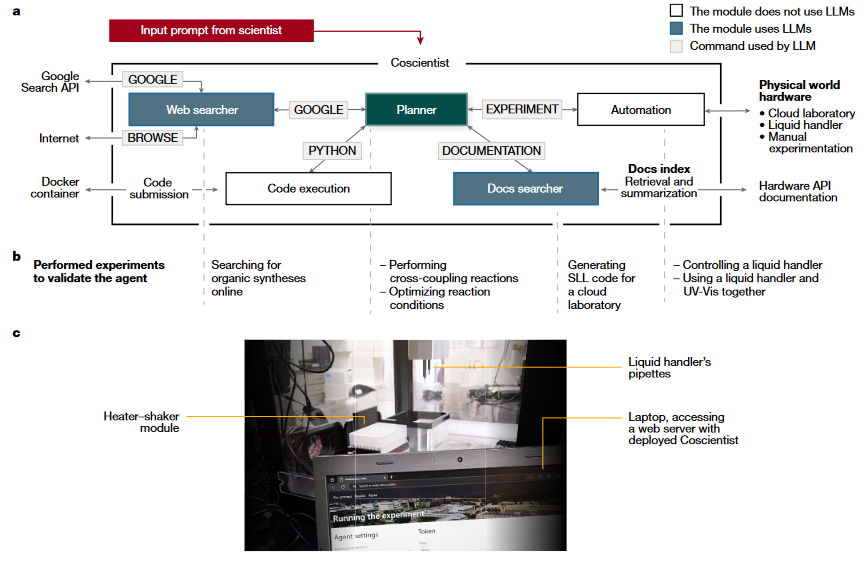 a
The module does not use LLMs
The module uses LLMs
Command used by LLM
Input prompt from scientist
Coscientist
Google
Search API
GOOGLE
Web searcher
GOOGLE
Planner
EXPERIMENT
Automation
Physical world
hardware
• Cloud laboratory
• Liquid handler
• Manual
experimentation
Internet
BROWSE
PYTHON
DOCUMENTATION
Docker
container
Code
submission
Code execution
Docs searcher
Docs index
Retrieval and
summarization
Hardware API
documentation
b
Performed experiments
to validate the agent
Searching for
organic syntheses
online
– Performing
cross-coupling reactions
– Optimizing reaction
conditions
Generating
SLL code for
a cloud
laboratory
– Controlling a liquid handler
– Using a liquid handler and
UV-Vis together
c
Liquid handler's
pipettes
Heater–shaker
module
Laptop, accessing
a web server with
deployed Coscientist
Running the experiment
Agent settings
Token